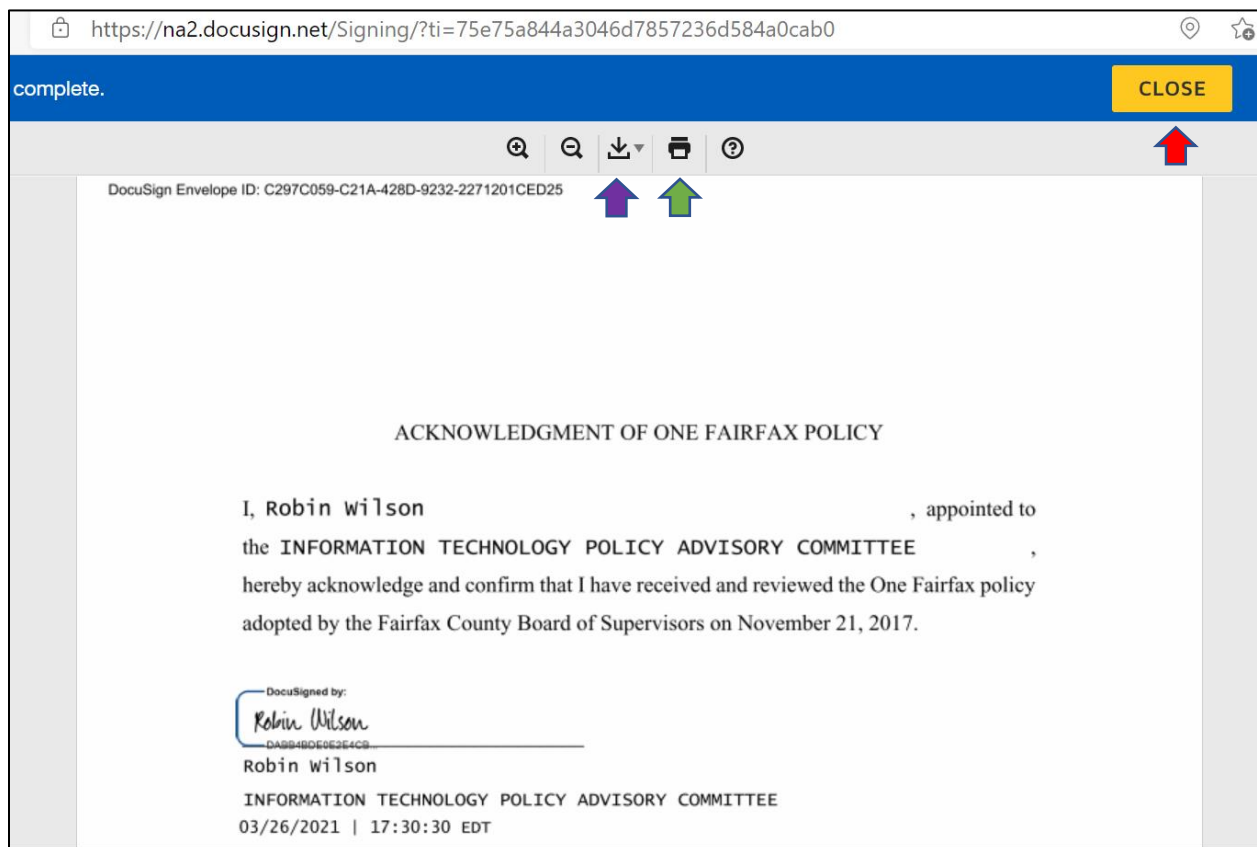 https://na2.docusign.net/Signing/?ti=75e75a844a3046d7857236d584a0cab0
complete.
CLOSE
DocuSign Envelope ID: C297C059-C21A-428D-9232-2271201CED25
ACKNOWLEDGMENT OF ONE FAIRFAX POLICY
I, Robin Wilson , appointed to
the INFORMATION TECHNOLOGY POLICY ADVISORY COMMITTEE ,
hereby acknowledge and confirm that I have received and reviewed the One Fairfax policy
adopted by the Fairfax County Board of Supervisors on November 21, 2017.
DocuSigned by:
Robin Wilson
DABB4BDE0E2E4CB...
Robin Wilson
INFORMATION TECHNOLOGY POLICY ADVISORY COMMITTEE
03/26/2021 | 17:30:30 EDT